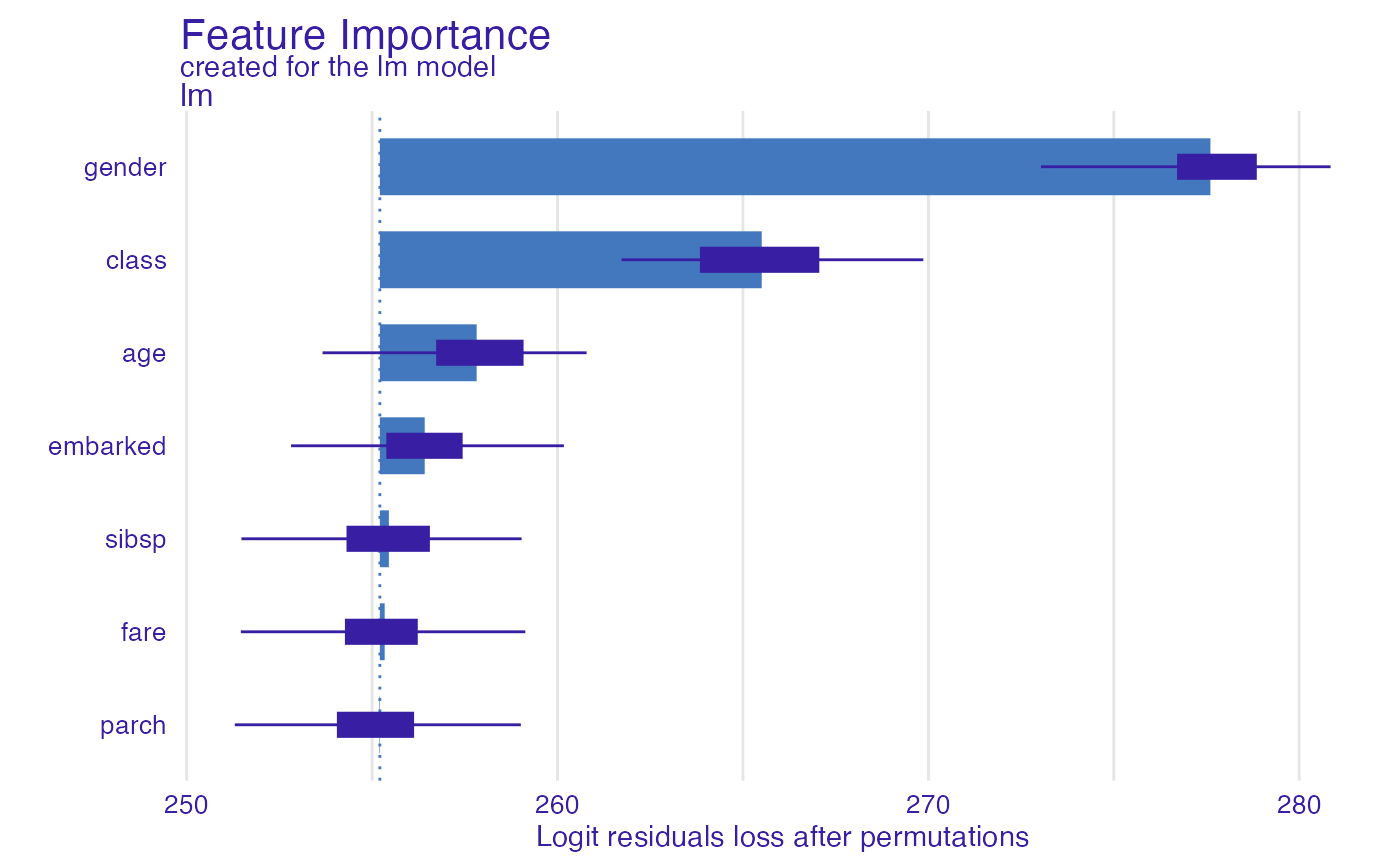 Feature Importance
created for the lm model
lm
gender
class
age
embarked
sibsp
fare
parch
250 260 270 280
Logit residuals loss after permutations